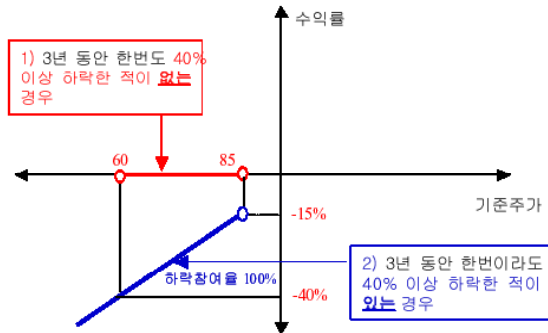 수익률
1) 3년 동안 한번도 40%
이상 하락한 적이 없는
경우
60
85
기준주가
-15%
하락참여율 100%
-40%
2) 3년 동안 한번이라도
40% 이상 하락한 적이
있는 경우